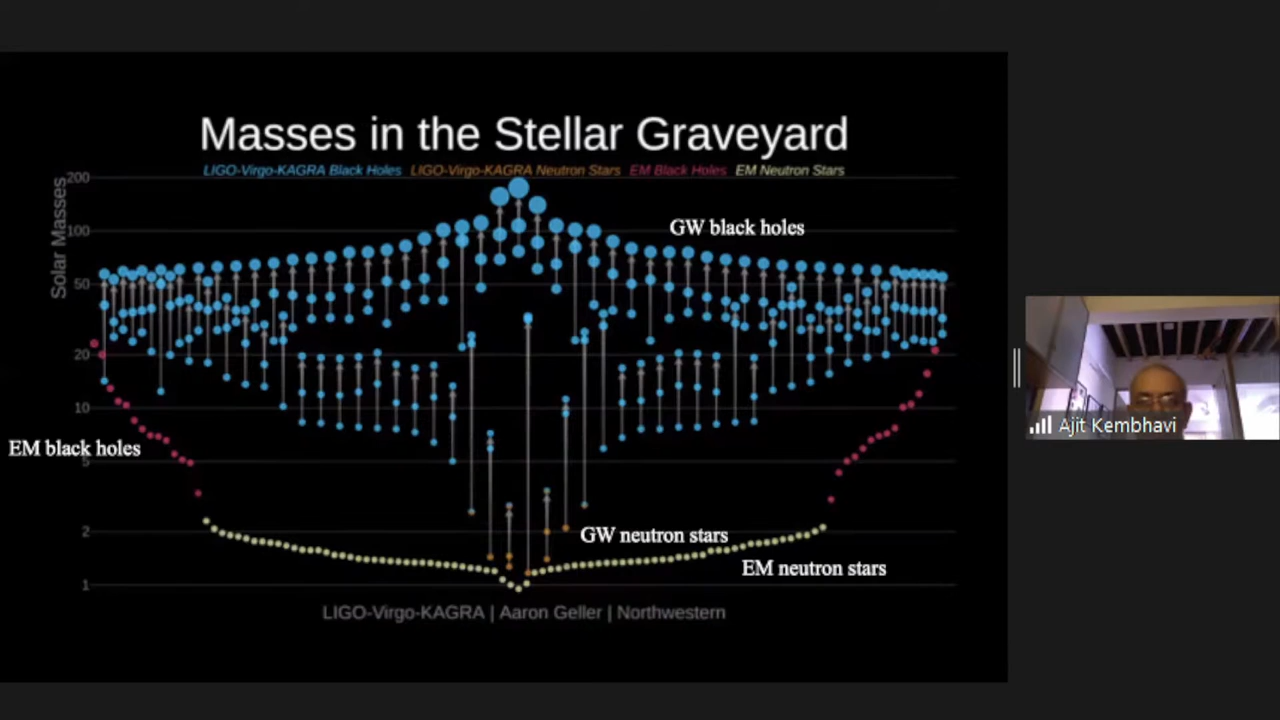 Masses in the Stellar Graveyard
LIGO-Virgo-KAGRA Black Holes LIGO-Virgo-KAGRA Neutron Stars EM Black Holes EM Neutron Stars
Solar Masses
200
100
50
20
10
5
2
1
GW black holes
EM black holes
GW neutron stars
EM neutron stars
LIGO-Virgo-KAGRA | Aaron Geller | Northwestern
Ajit Kembhavi